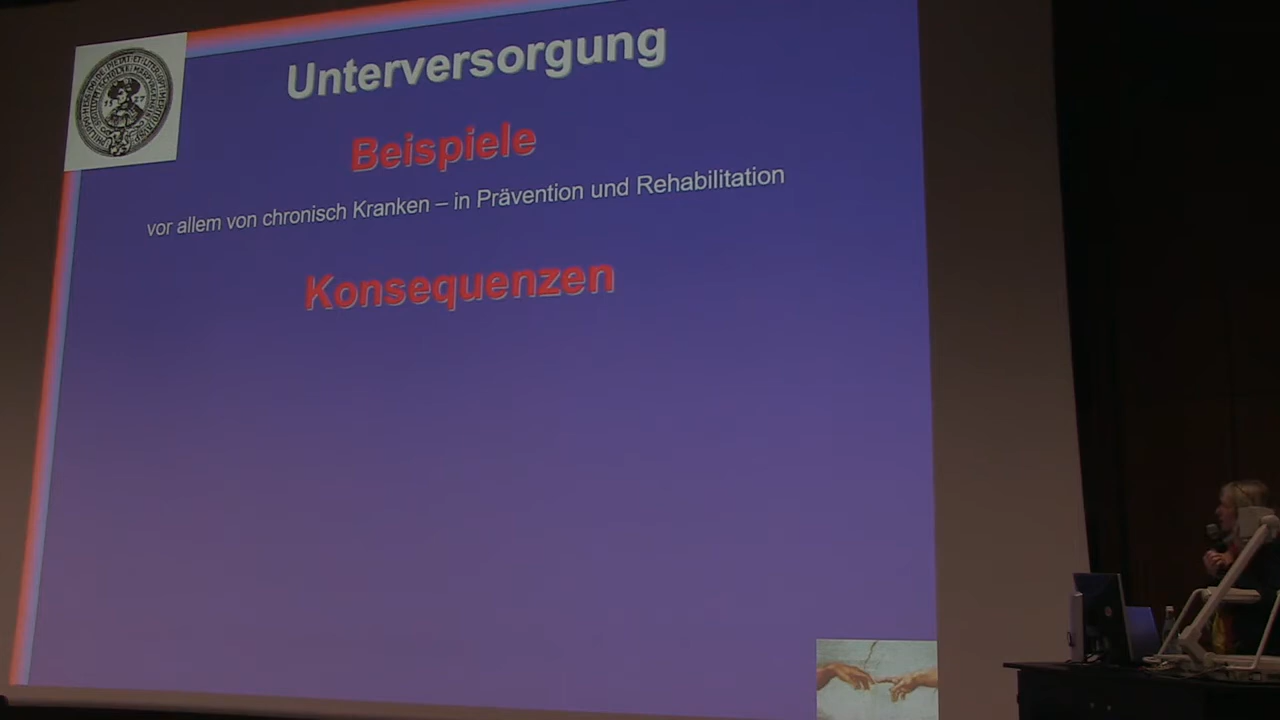 Unterversorgung
Beispiele
vor allem von chronisch Kranken – in Prävention und Rehabilitation
Konsequenzen